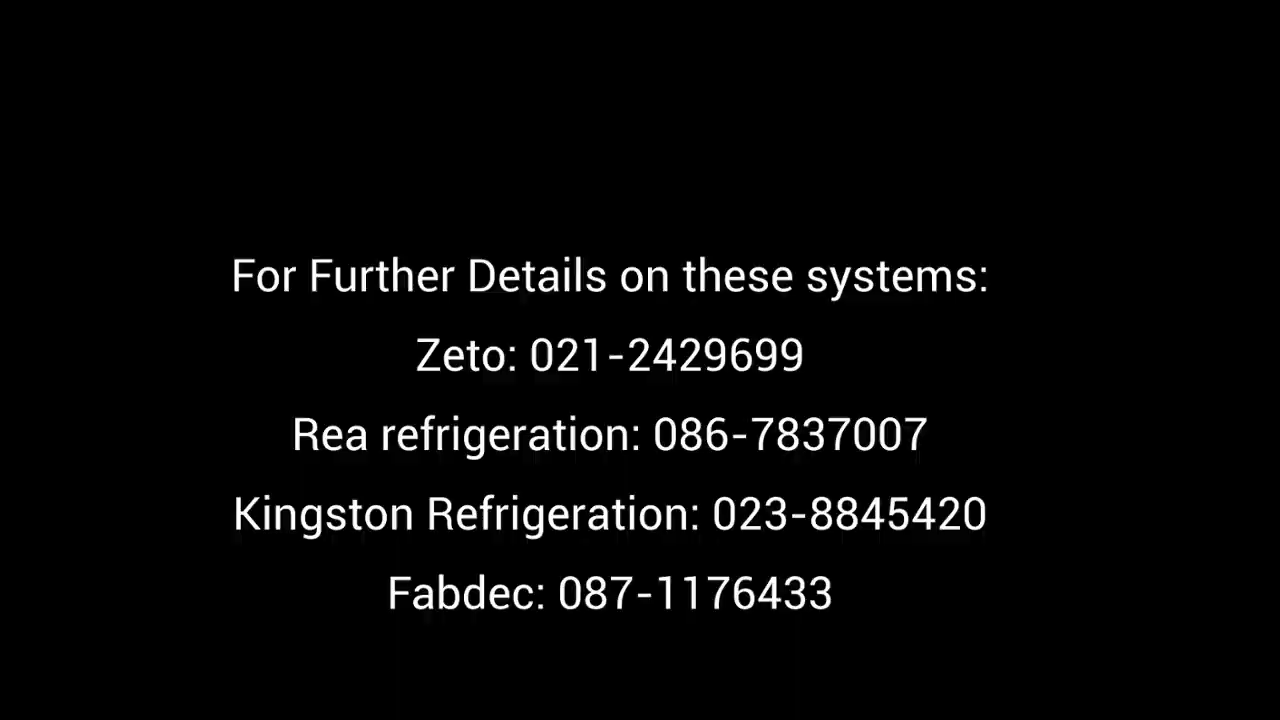 For Further Details on these systems:
Zeto: 021-2429699
Rea refrigeration: 086-7837007
Kingston Refrigeration: 023-8845420
Fabdec: 087-1176433